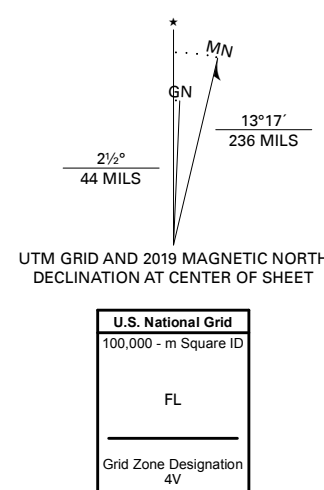 ★
MN
GN
13°17´
236 MILS
2½°
44 MILS
UTM GRID AND 2019 MAGNETIC NORTH
DECLINATION AT CENTER OF SHEET
U.S. National Grid
100,000 - m Square ID
FL
Grid Zone Designation
4V